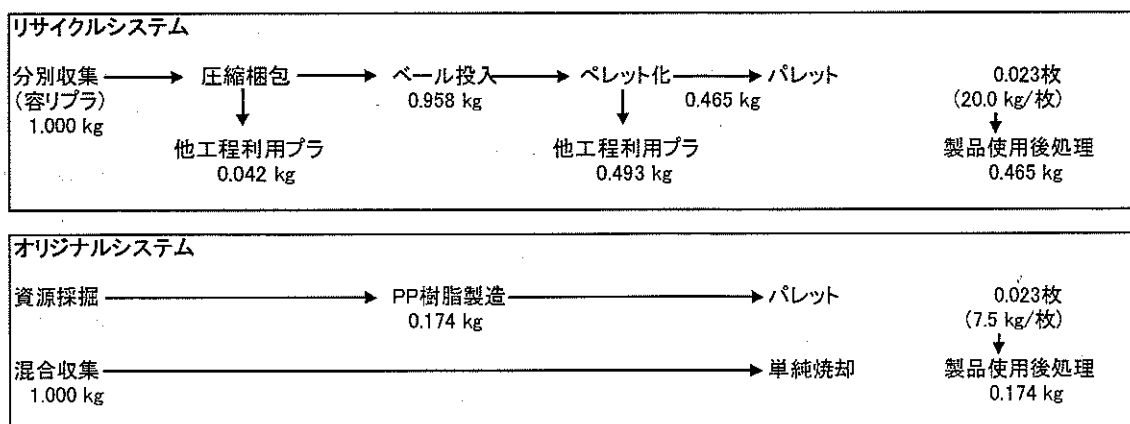 リサイクルシステム
分別収集 圧縮梱包 ベール投入 ペレット化 パレット 0.023枚
(容リプラ) 0.958 kg 0.465 kg (20.0 kg/枚)
1.000 kg
他工程利用プラ 他工程利用プラ 製品使用後処理
0.042 kg 0.493 kg 0.465 kg
オリジナルシステム
資源採掘 PP樹脂製造 パレット 0.023枚
0.174 kg (7.5 kg/枚)
混合収集 単純焼却 製品使用後処理
1.000 kg 0.174 kg